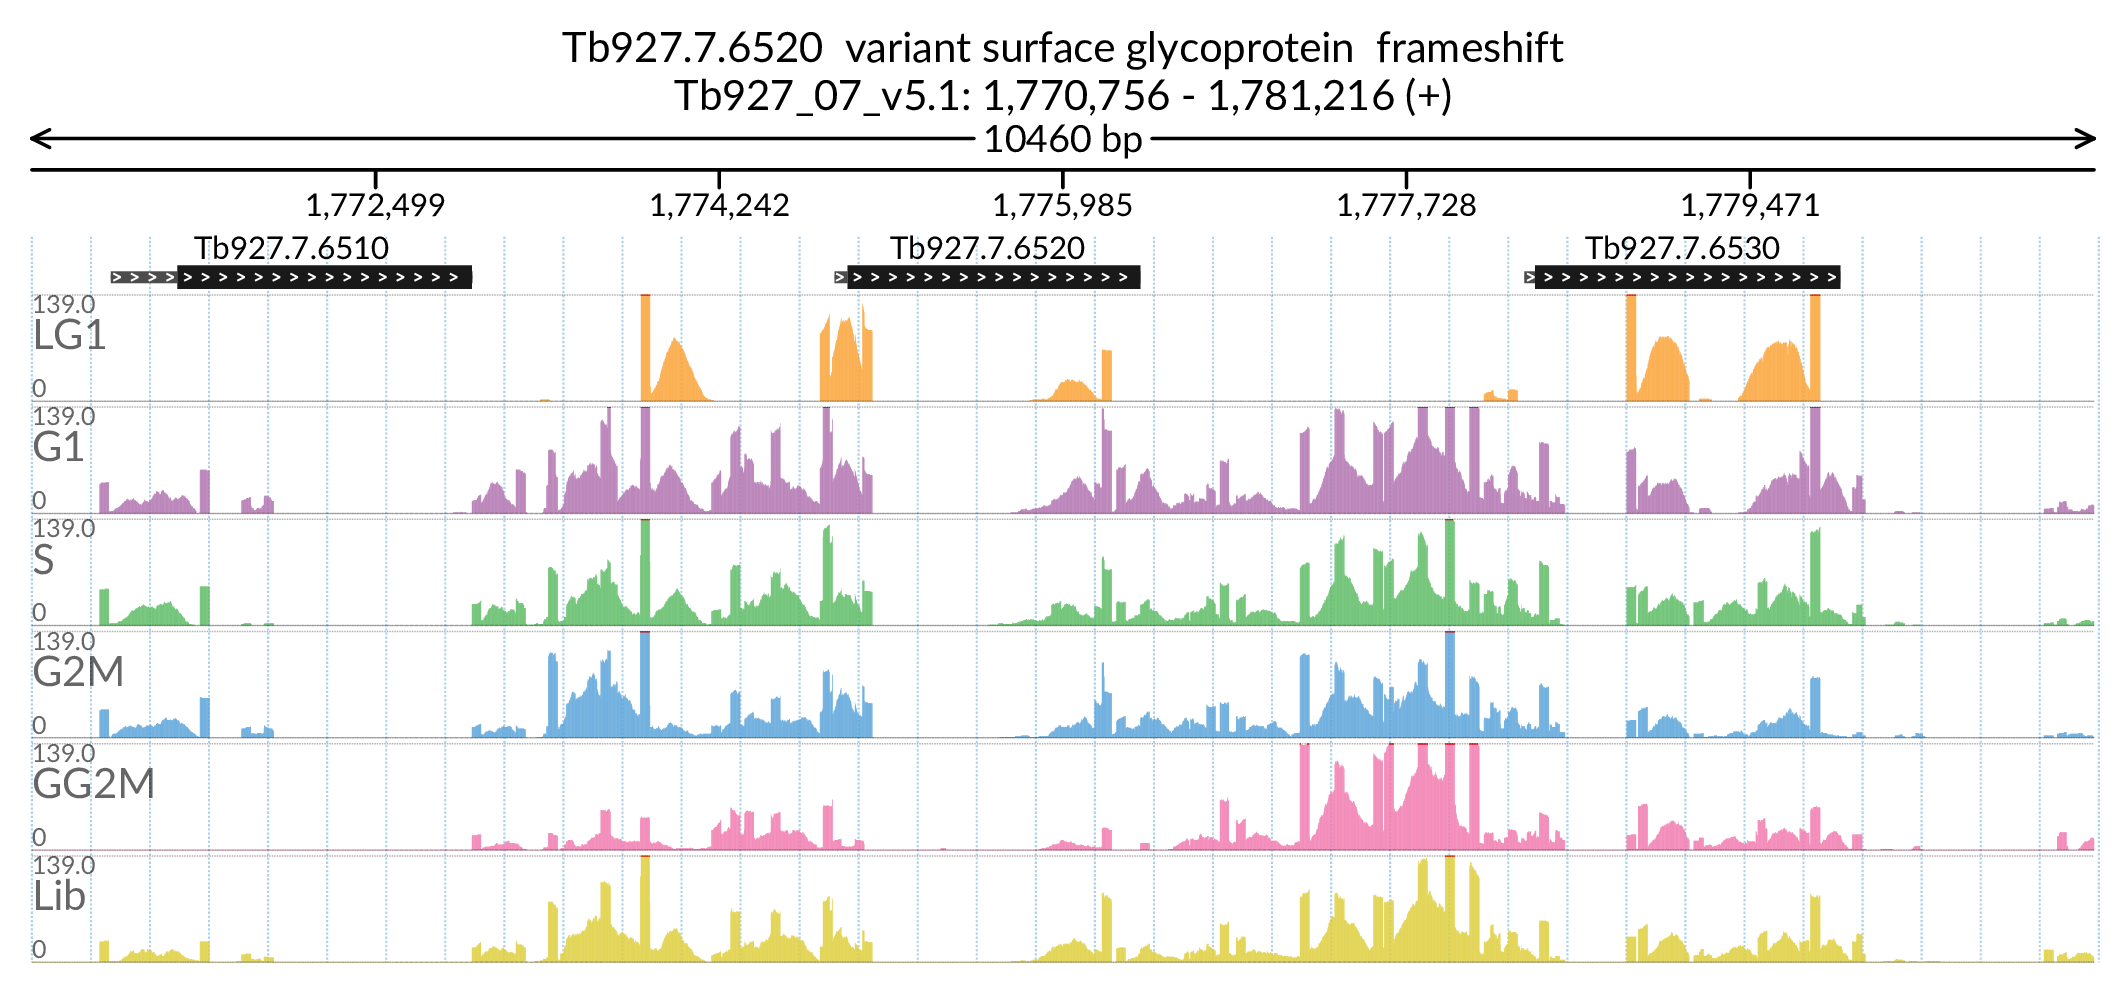 Tb927.7.6520 variant surface glycoprotein frameshift
Tb927_07_v5.1: 1,770,756 - 1,781,216 (+)
10460 bp
1,772,499 1,774,242 1,775,985 1,777,728 1,779,471
Tb927.7.6510 Tb927.7.6520 Tb927.7.6530
139.0
LG1
0
139.0
G1
0
139.0
S
0
139.0
G2M
0
139.0
GG2M
0
139.0
Lib
0